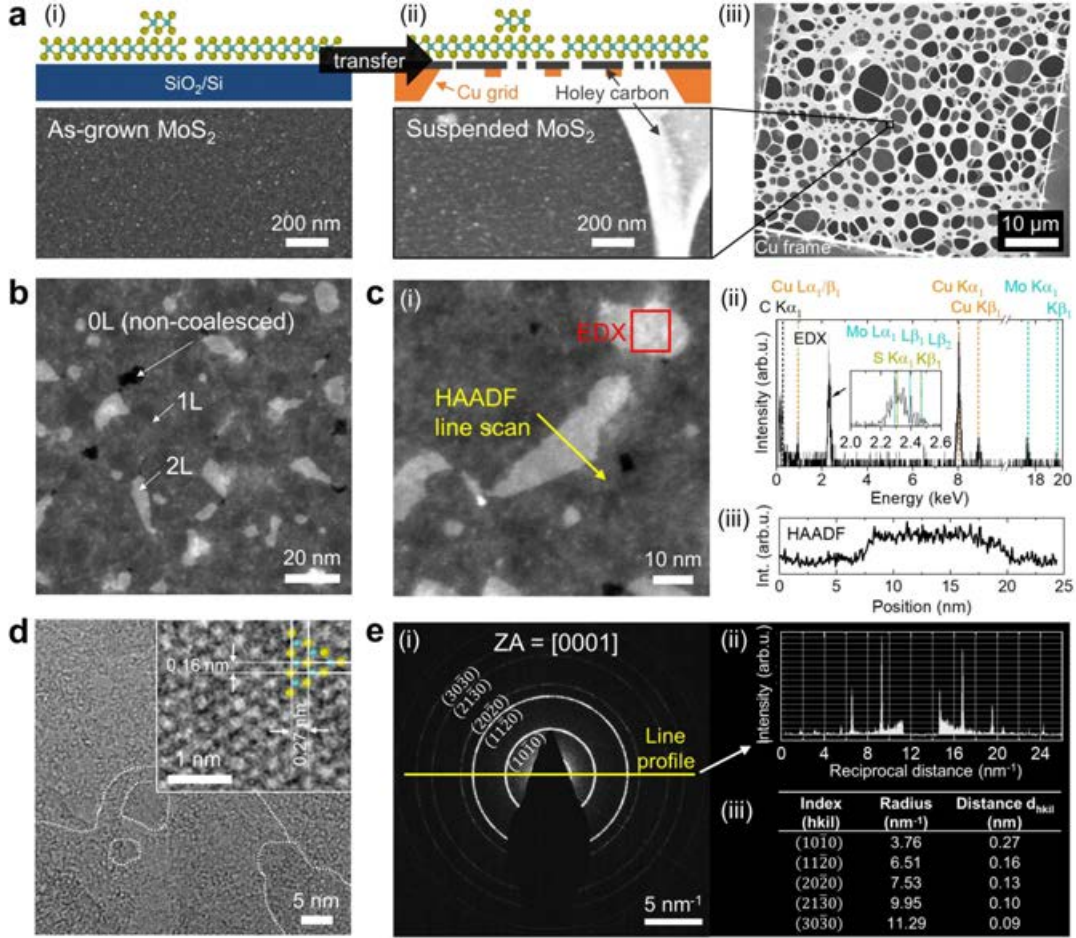 a
(i)
SiO₂/Si
As-grown MoS₂
200 nm
transfer
(ii)
Cu grid
Holey carbon
Suspended MoS₂
200 nm
(iii)
Cu frame
10 µm
b
0L (non-coalesced)
1L
2L
20 nm
c
(i)
EDX
HAADF
line scan
10 nm
(ii)
Cu Lα₁/β₁
C Kα₁
Cu Kα₁
Cu Kβ₁
Mo Kα₁
Kβ₁
EDX
Mo Lα₁ Lβ₁ Lβ₂
S Kα₁ Kβ₁
2.0 2.2 2.4 2.6
Intensity (arb.u.)
0 2 4 6 8 10 18 20
Energy (keV)
(iii)
HAADF
Int. (arb.u.)
0 5 10 15 20 25
Position (nm)
d
0.16 nm
0.27 nm
1 nm
5 nm
e
(i)
ZA = [0001]
(303̅0)
(213̅0)
(202̅0)
(112̅0)
(101̅0)
Line
profile
5 nm⁻¹
(ii)
Intensity (arb.u.)
0 2 4 6 8 10 12 14 16 18 20 22 24
Reciprocal distance (nm⁻¹)
(iii)
Index Radius Distance d_hkil
(hkil) (nm⁻¹) (nm)
(101̅0) 3.76 0.27
(112̅0) 6.51 0.16
(202̅0) 7.53 0.13
(213̅0) 9.95 0.10
(303̅0) 11.29 0.09